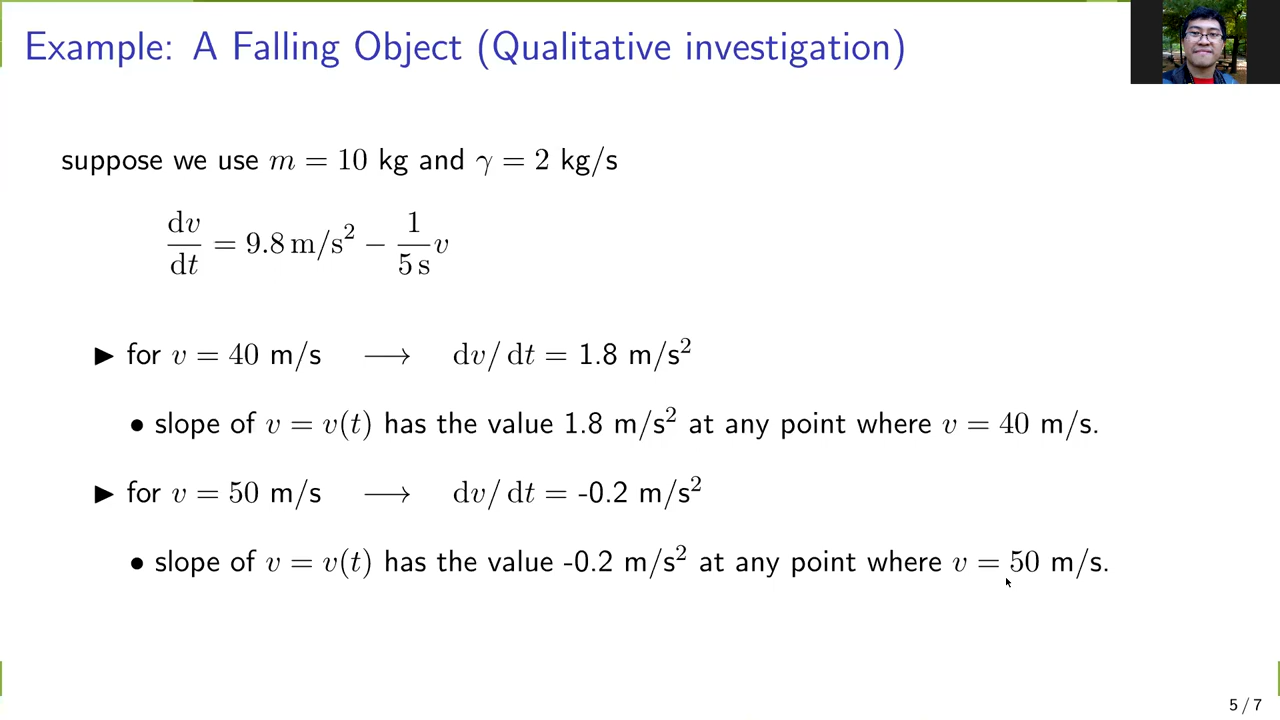 Example: A Falling Object (Qualitative investigation)
suppose we use m = 10 kg and γ = 2 kg/s
dv/dt = 9.8 m/s² − 1/(5 s) v
▶ for v = 40 m/s ⟶ dv/dt = 1.8 m/s²
• slope of v = v(t) has the value 1.8 m/s² at any point where v = 40 m/s.
▶ for v = 50 m/s ⟶ dv/dt = -0.2 m/s²
• slope of v = v(t) has the value -0.2 m/s² at any point where v = 50 m/s.
5 / 7